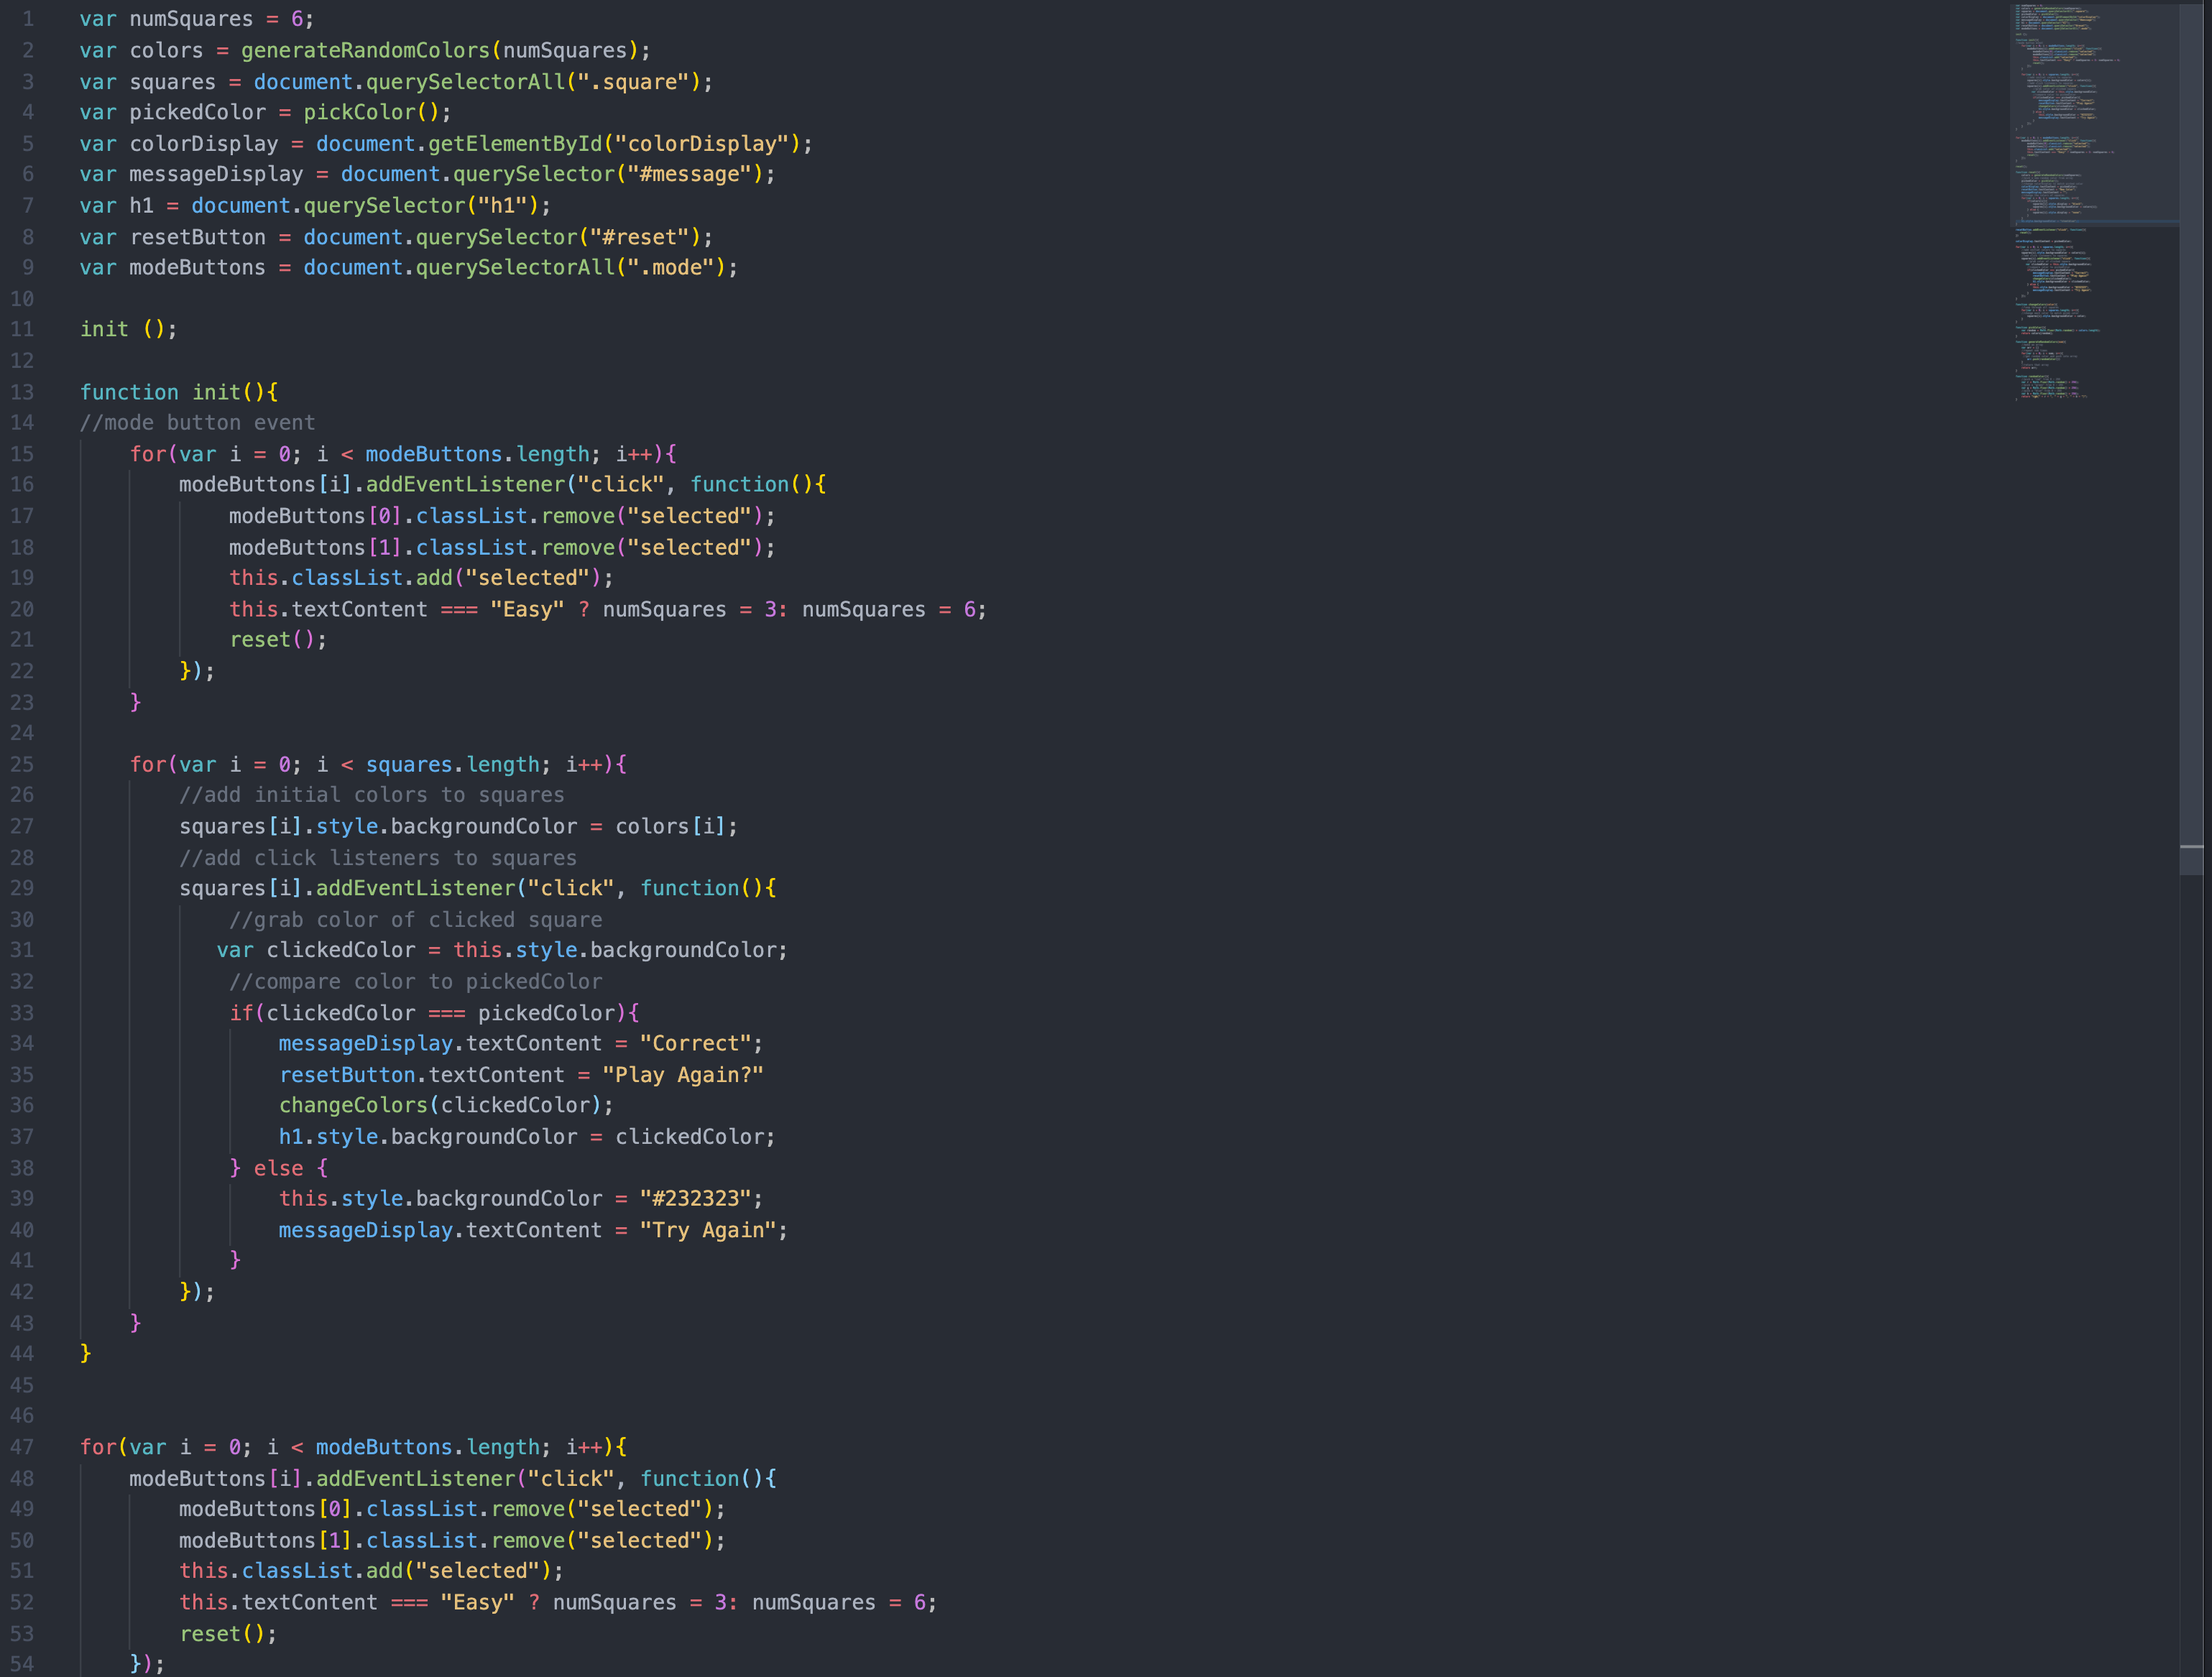 1 var numSquares = 6;
2 var colors = generateRandomColors(numSquares);
3 var squares = document.querySelectorAll(".square");
4 var pickedColor = pickColor();
5 var colorDisplay = document.getElementById("colorDisplay");
6 var messageDisplay = document.querySelector("#message");
7 var h1 = document.querySelector("h1");
8 var resetButton = document.querySelector("#reset");
9 var modeButtons = document.querySelectorAll(".mode");
10
11 init ();
12
13 function init(){
14 //mode button event
15     for(var i = 0; i < modeButtons.length; i++){
16         modeButtons[i].addEventListener("click", function(){
17             modeButtons[0].classList.remove("selected");
18             modeButtons[1].classList.remove("selected");
19             this.classList.add("selected");
20             this.textContent === "Easy" ? numSquares = 3: numSquares = 6;
21             reset();
22         });
23     }
24
25     for(var i = 0; i < squares.length; i++){
26         //add initial colors to squares
27         squares[i].style.backgroundColor = colors[i];
28         //add click listeners to squares
29         squares[i].addEventListener("click", function(){
30             //grab color of clicked square
31            var clickedColor = this.style.backgroundColor;
32             //compare color to pickedColor
33             if(clickedColor === pickedColor){
34                 messageDisplay.textContent = "Correct";
35                 resetButton.textContent = "Play Again?"
36                 changeColors(clickedColor);
37                 h1.style.backgroundColor = clickedColor;
38             } else {
39                 this.style.backgroundColor = "#232323";
40                 messageDisplay.textContent = "Try Again";
41             }
42         });
43     }
44 }
45
46
47 for(var i = 0; i < modeButtons.length; i++){
48     modeButtons[i].addEventListener("click", function(){
49         modeButtons[0].classList.remove("selected");
50         modeButtons[1].classList.remove("selected");
51         this.classList.add("selected");
52         this.textContent === "Easy" ? numSquares = 3: numSquares = 6;
53         reset();
54     });